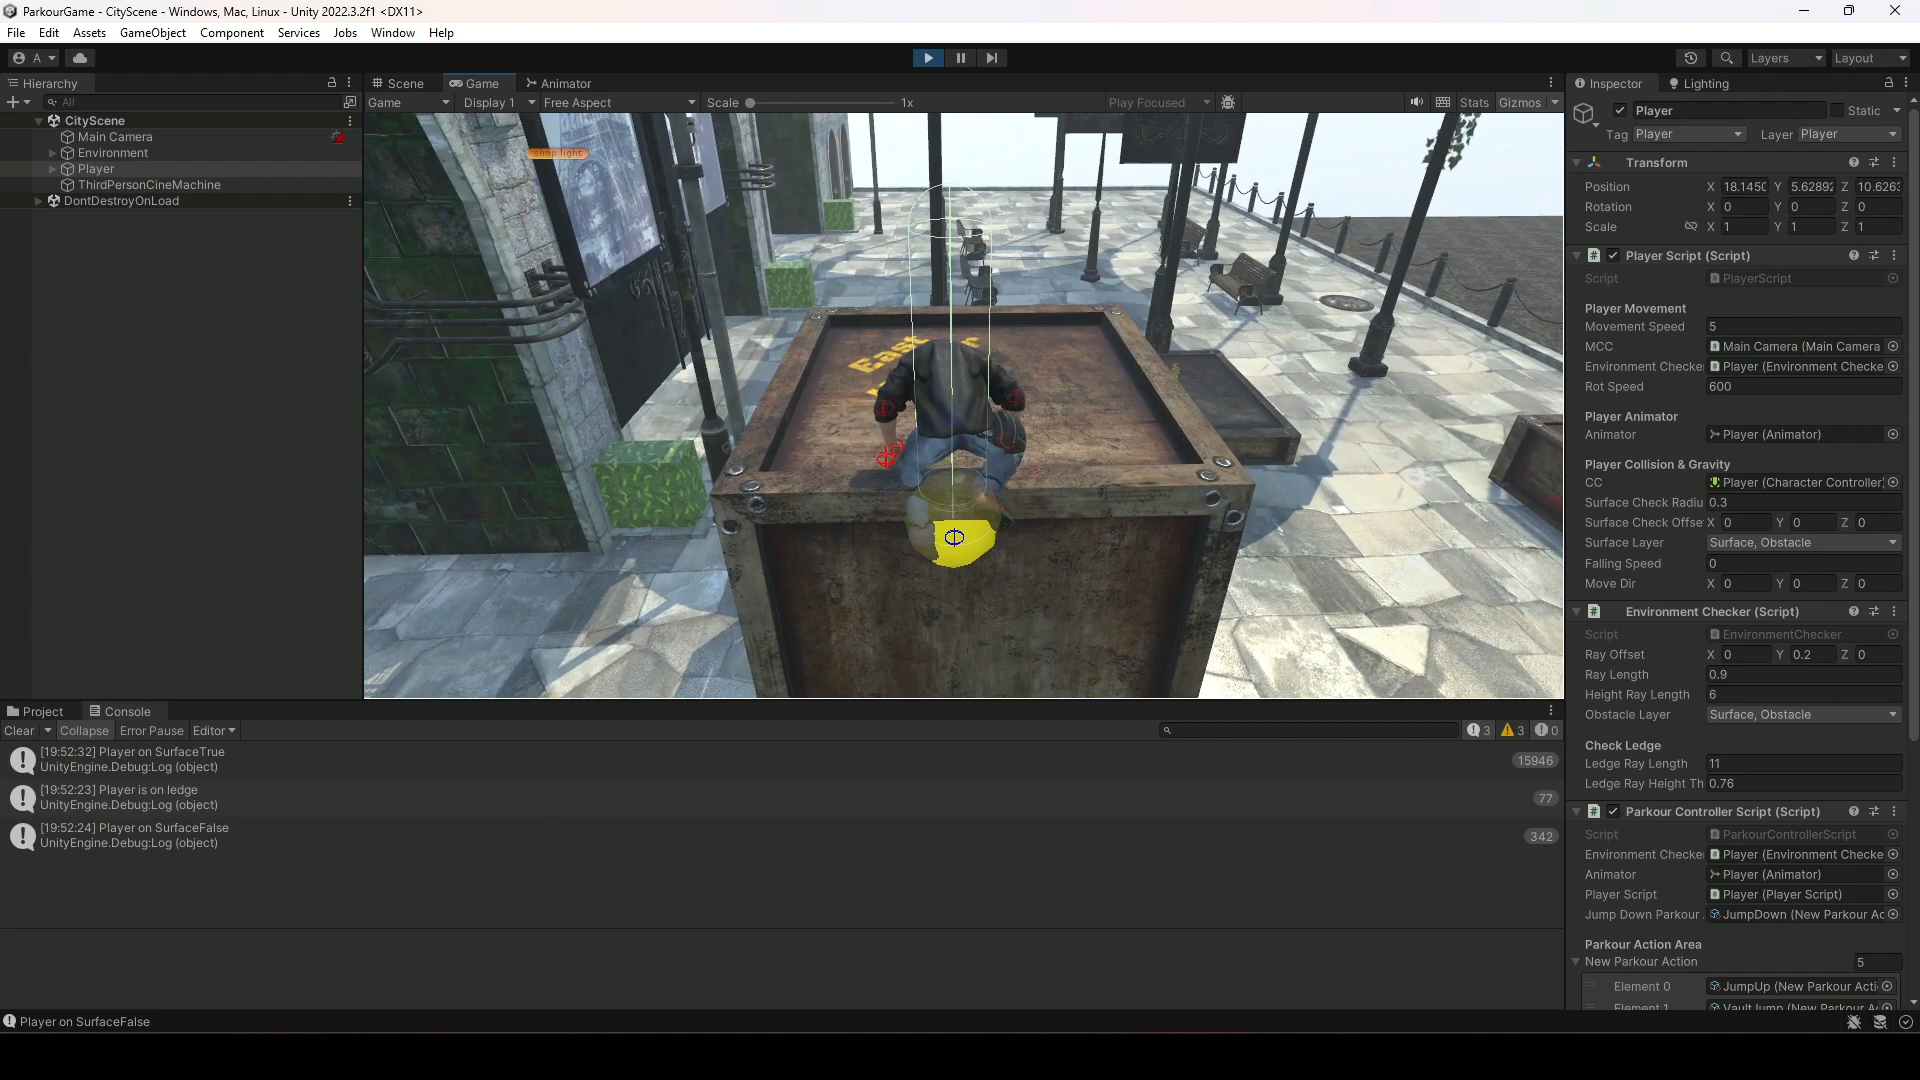 ParkourGame - CityScene - Windows, Mac, Linux - Unity 2022.3.2f1 <DX11>
File Edit Assets GameObject Component Services Jobs Window Help
A Layers Layout
Hierarchy
All
CityScene
Main Camera
Environment
Player
ThirdPersonCineMachine
DontDestroyOnLoad
Scene Game Animator
Game Display 1 Free Aspect Scale 1x Play Focused Stats Gizmos
shop light
Project Console
Clear Collapse Error Pause Editor 3 3 0
[19:52:32] Player on SurfaceTrue
UnityEngine.Debug:Log (object)
15946
[19:52:23] Player is on ledge
UnityEngine.Debug:Log (object)
77
[19:52:24] Player on SurfaceFalse
UnityEngine.Debug:Log (object)
342
Player on SurfaceFalse
Inspector Lighting
Player Static
Tag Player Layer Player
Transform
Position X 18.145 Y 5.6289 Z 10.626
Rotation X 0 Y 0 Z 0
Scale X 1 Y 1 Z 1
Player Script (Script)
Script PlayerScript
Player Movement
Movement Speed 5
MCC Main Camera (Main Camera
Environment Checke Player (Environment Checke
Rot Speed 600
Player Animator
Animator Player (Animator)
Player Collision & Gravity
CC Player (Character Controller)
Surface Check Radiu 0.3
Surface Check Offse X 0 Y 0 Z 0
Surface Layer Surface, Obstacle
Falling Speed 0
Move Dir X 0 Y 0 Z 0
Environment Checker (Script)
Script EnvironmentChecker
Ray Offset X 0 Y 0.2 Z 0
Ray Length 0.9
Height Ray Length 6
Obstacle Layer Surface, Obstacle
Check Ledge
Ledge Ray Length 11
Ledge Ray Height Th 0.76
Parkour Controller Script (Script)
Script ParkourControllerScript
Environment Checke Player (Environment Checke
Animator Player (Animator)
Player Script Player (Player Script)
Jump Down Parkour . JumpDown (New Parkour Ac
Parkour Action Area
New Parkour Action 5
Element 0 JumpUp (New Parkour Acti
Element 1 VaultJump (New Parkour A